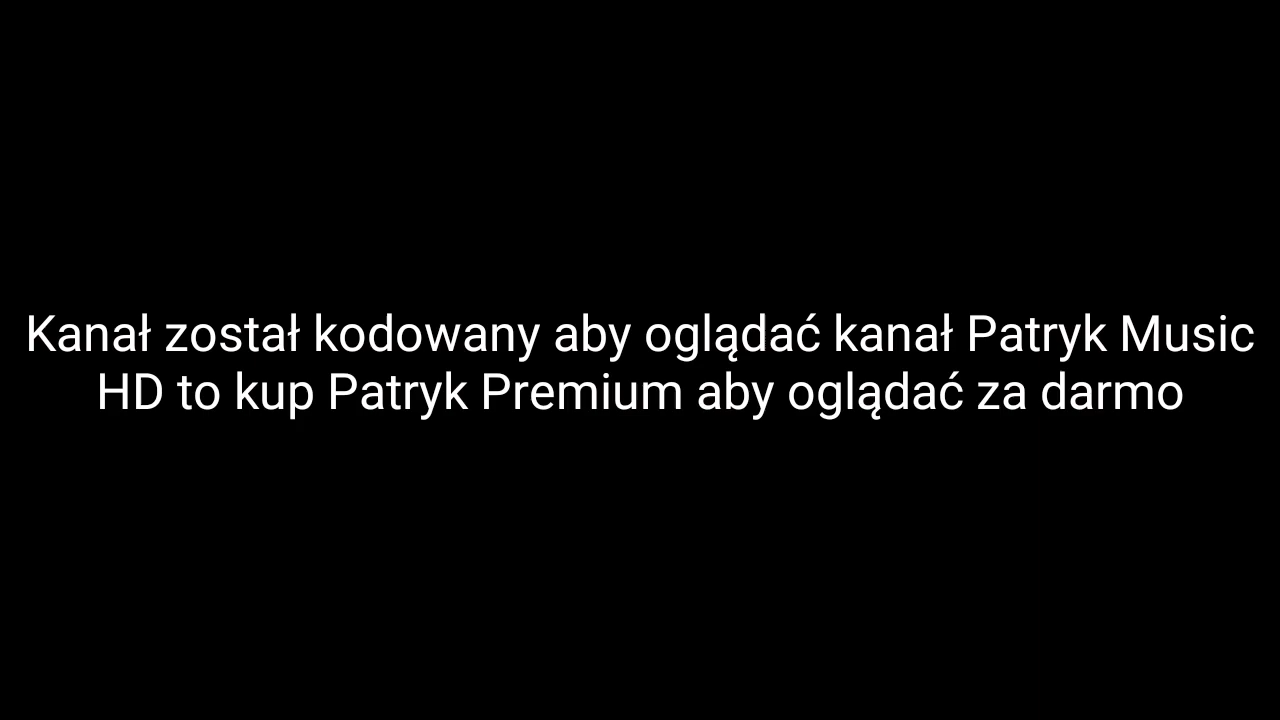 Kanał został kodowany aby oglądać kanał Patryk Music
HD to kup Patryk Premium aby oglądać za darmo